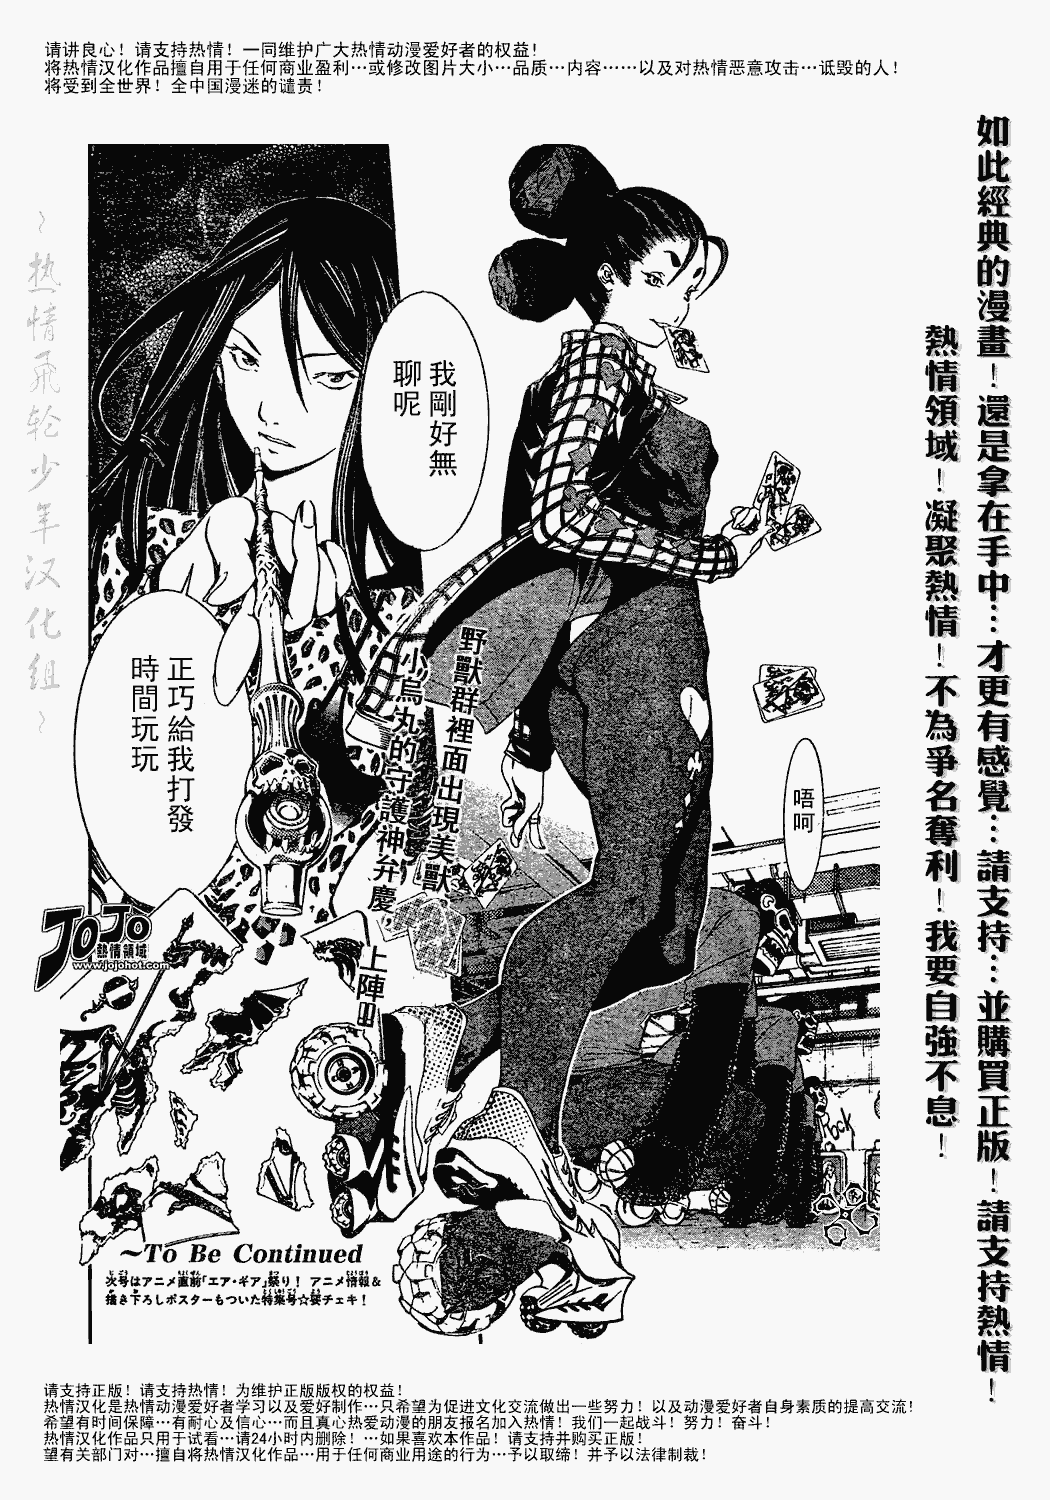 请讲良心！请支持热情！一同维护广大热情动漫爱好者的权益！
将热情汉化作品擅自用于任何商业盈利…或修改图片大小…品质…内容……以及对热情恶意攻击…诋毁的人！
将受到全世界！全中国漫迷的谴责！
如此經典的漫畫！還是拿在手中…才更有感覺…請支持…並購買正版！請支持熱情！
熱情領域！凝聚熱情！不為爭名奪利！我要自強不息！
~热情飛轮少年汉化组~
我剛好無
聊呢
正巧給我打發
時間玩玩
野獸群裡面出現美獸,
小烏丸的守護神弁慶,
上陣!!
唔呵
JOJO
熱情領域
www.jojohot.com
Rock
~To Be Continued
次号はアニメ直前「エア・ギア」祭り！ アニメ情報&
描き下ろしポスターもついた特集号☆要チェキ！
请支持正版！请支持热情！为维护正版版权的权益！
热情汉化是热情动漫爱好者学习以及爱好制作…只希望为促进文化交流做出一些努力！以及动漫爱好者自身素质的提高交流！
希望有时间保障…有耐心及信心…而且真心热爱动漫的朋友报名加入热情！我们一起战斗！努力！奋斗！
热情汉化作品只用于试看…请24小时内删除！…如果喜欢本作品！请支持并购买正版！
望有关部门对…擅自将热情汉化作品…用于任何商业用途的行为…予以取缔！并予以法律制裁！